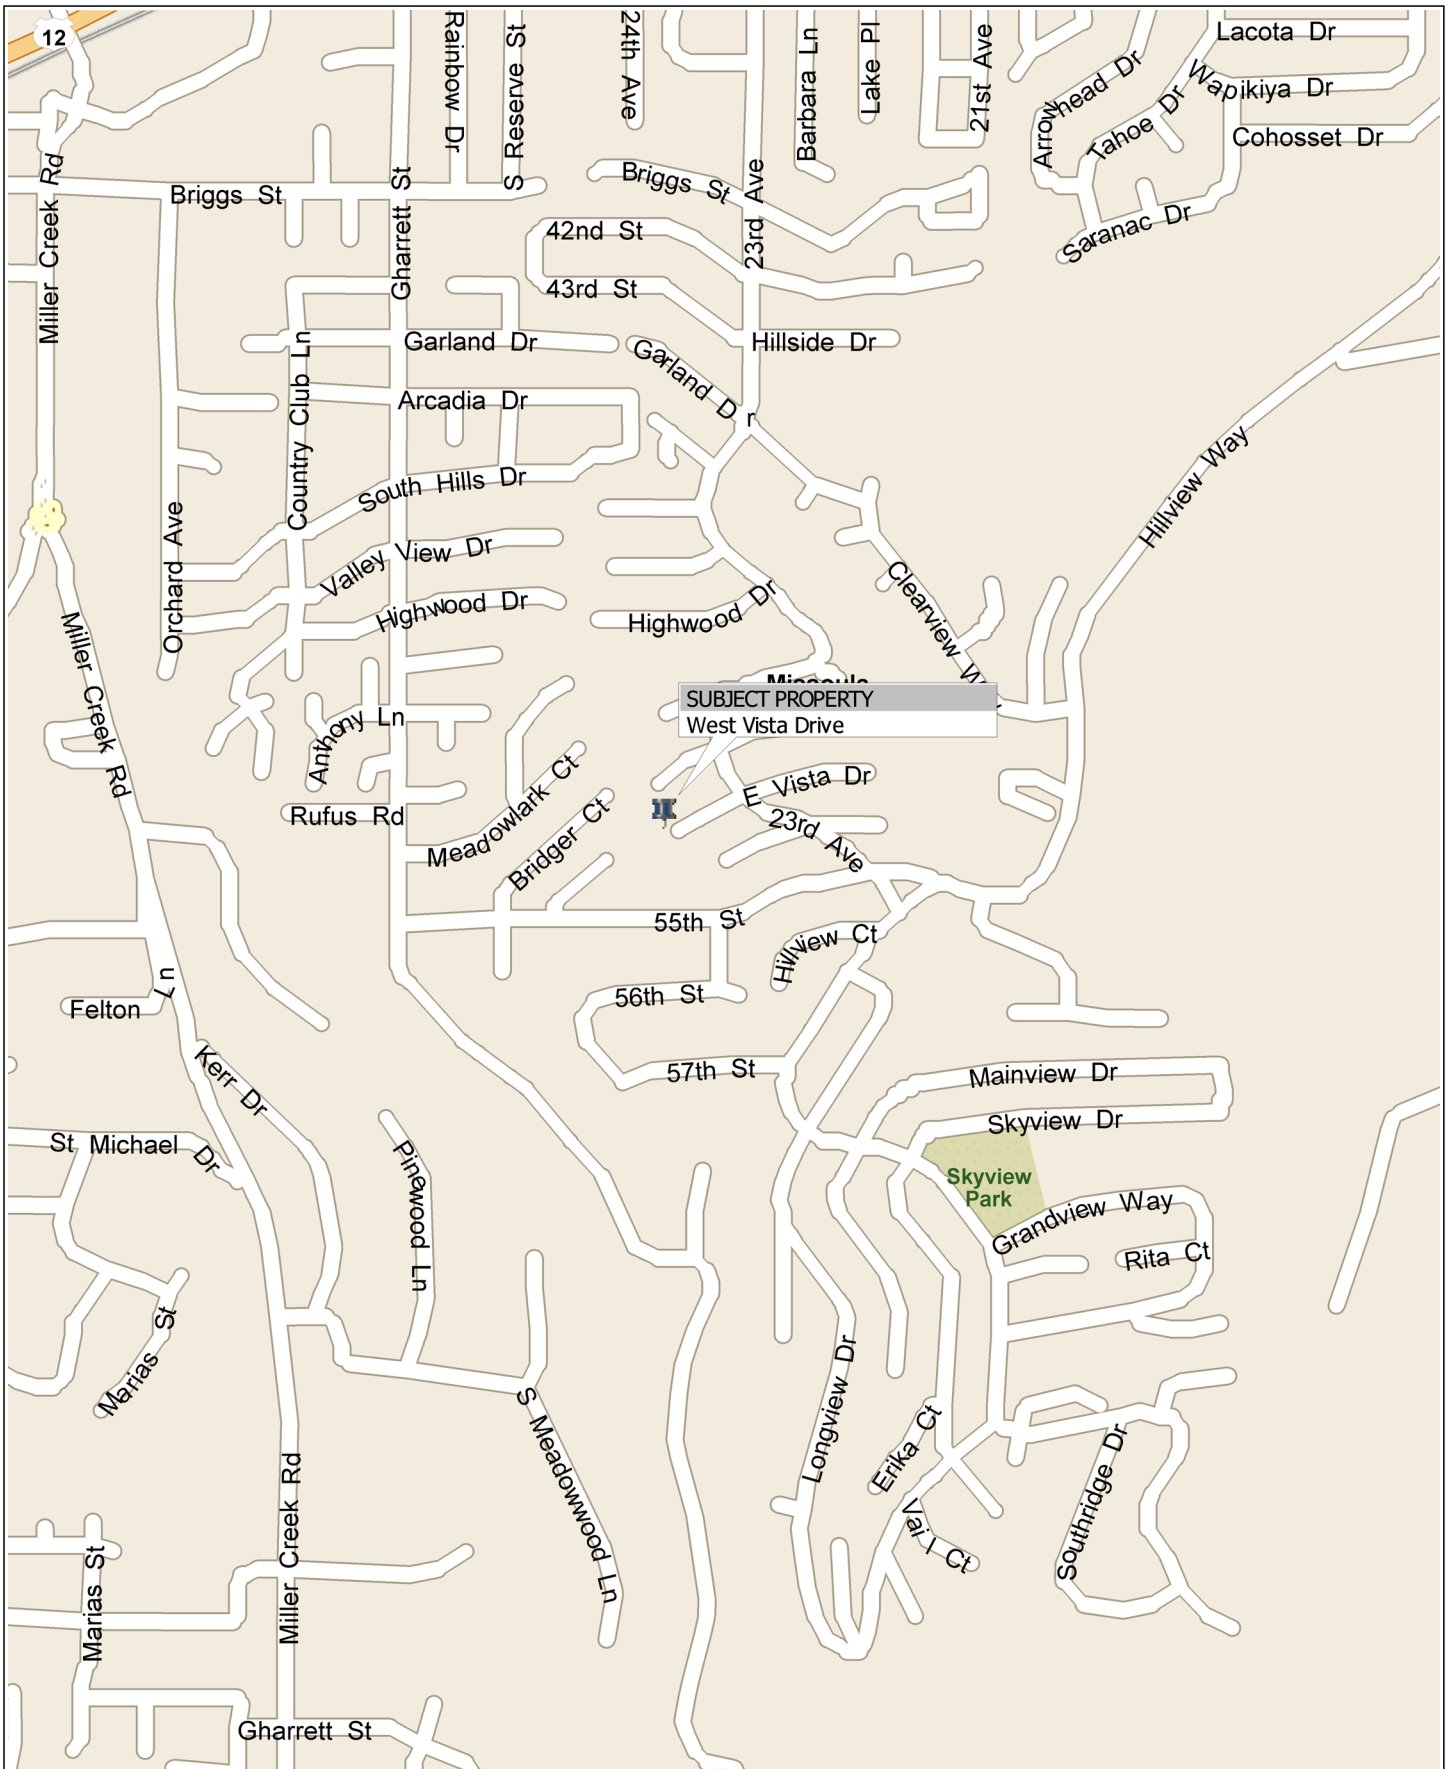 12
Rainbow Dr
S Reserve St
24th Ave
Barbara Ln
Lake Pl
21st Ave
Lacota Dr
Wapikiya Dr
Arrowhead Dr
Tahoe Dr
Cohosset Dr
Miller Creek Rd
Briggs St
Gharrett St
Briggs St
23rd Ave
Saranac Dr
42nd St
43rd St
Garland Dr
Garland Dr
Hillside Dr
Country Club Ln
Arcadia Dr
South Hills Dr
Hillview Way
Orchard Ave
Valley View Dr
Highwood Dr
Highwood Dr
Clearview W
Miller Creek Rd
Missoula
SUBJECT PROPERTY
West Vista Drive
Anthony Ln
Rufus Rd
Meadowlark Ct
Bridger Ct
E Vista Dr
23rd Ave
55th St
Hillview Ct
56th St
Felton Ln
57th St
Kerr Dr
Mainview Dr
Skyview Dr
St Michael Dr
Pinewood Ln
Skyview
Park
Grandview Way
Rita Ct
Marias St
Longview Dr
S Meadowwood Ln
Erika Ct
Southridge Dr
Vai l Ct
Miller Creek Rd
Marias St
Gharrett St